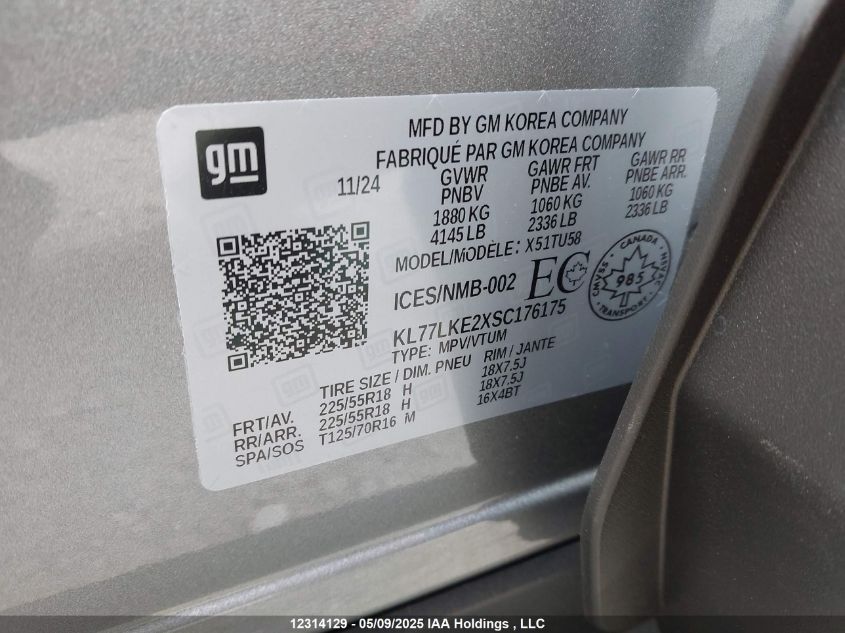 gm
MFD BY GM KOREA COMPANY
FABRIQUÉ PAR GM KOREA COMPANY
11/24
GVWR GAWR FRT GAWR RR
PNBV PNBE AV. PNBE ARR.
1880 KG 1060 KG 1060 KG
4145 LB 2336 LB 2336 LB
MODEL/MODÈLE: X51TU58
ICES/NMB-002 EC
CANADA
CMVSS 985 NSVAC
TRANSPORT
KL77LKE2XSC176175
TYPE: MPV/VTUM
TIRE SIZE / DIM. PNEU RIM / JANTE
FRT/AV. 225/55R18 H 18X7.5J
RR/ARR. 225/55R18 H 18X7.5J
SPA/SOS T125/70R16 M 16X4BT
12314129 - 05/09/2025 IAA Holdings , LLC